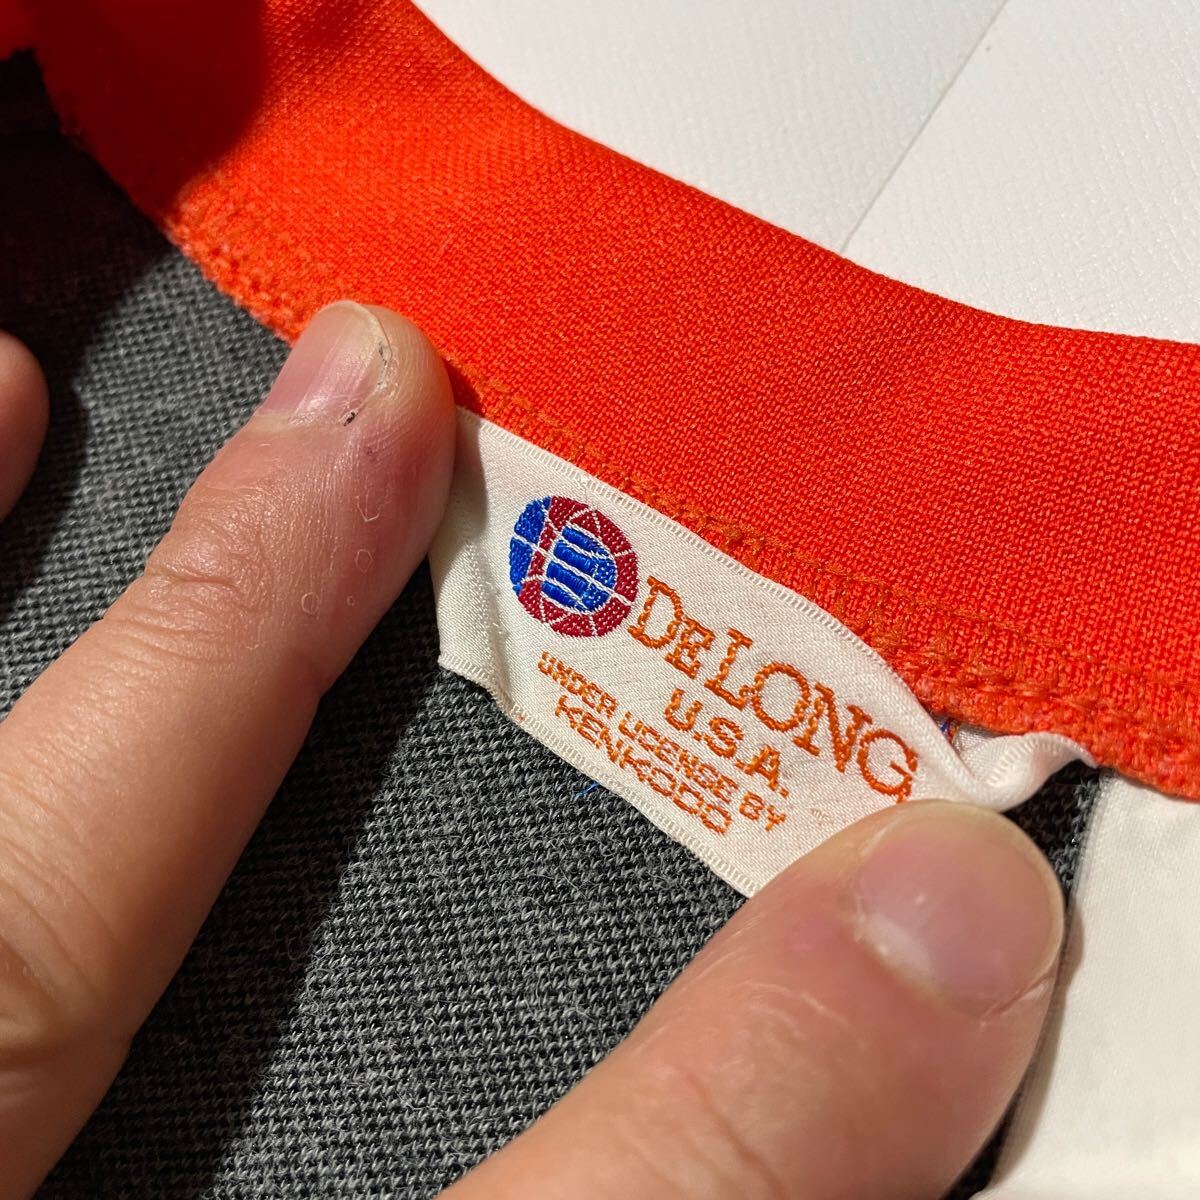 DeLONG
U.S.A.
UNDER LICENSE BY
KENKODO